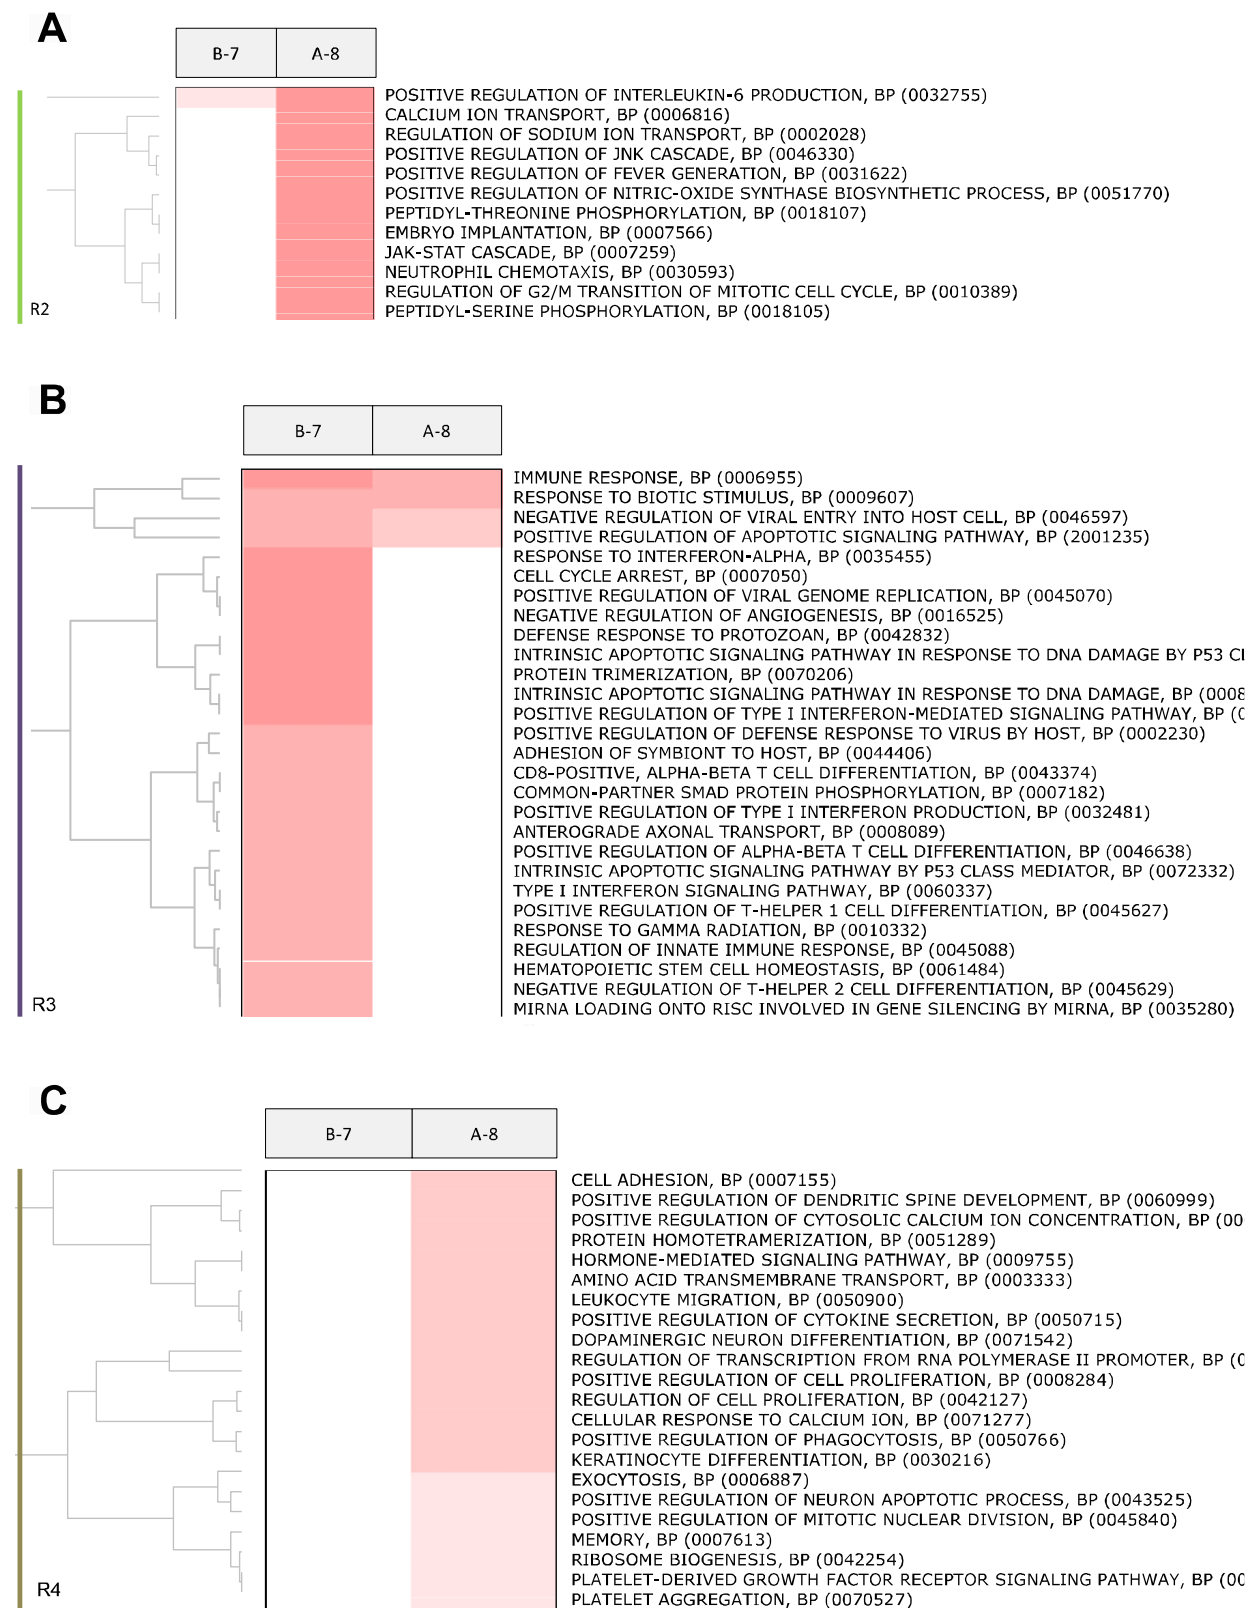 A
B-7 A-8
POSITIVE REGULATION OF INTERLEUKIN-6 PRODUCTION, BP (0032755)
CALCIUM ION TRANSPORT, BP (0006816)
REGULATION OF SODIUM ION TRANSPORT, BP (0002028)
POSITIVE REGULATION OF JNK CASCADE, BP (0046330)
POSITIVE REGULATION OF FEVER GENERATION, BP (0031622)
POSITIVE REGULATION OF NITRIC-OXIDE SYNTHASE BIOSYNTHETIC PROCESS, BP (0051770)
PEPTIDYL-THREONINE PHOSPHORYLATION, BP (0018107)
EMBRYO IMPLANTATION, BP (0007566)
JAK-STAT CASCADE, BP (0007259)
NEUTROPHIL CHEMOTAXIS, BP (0030593)
REGULATION OF G2/M TRANSITION OF MITOTIC CELL CYCLE, BP (0010389)
PEPTIDYL-SERINE PHOSPHORYLATION, BP (0018105)
R2
B
B-7 A-8
IMMUNE RESPONSE, BP (0006955)
RESPONSE TO BIOTIC STIMULUS, BP (0009607)
NEGATIVE REGULATION OF VIRAL ENTRY INTO HOST CELL, BP (0046597)
POSITIVE REGULATION OF APOPTOTIC SIGNALING PATHWAY, BP (2001235)
RESPONSE TO INTERFERON-ALPHA, BP (0035455)
CELL CYCLE ARREST, BP (0007050)
POSITIVE REGULATION OF VIRAL GENOME REPLICATION, BP (0045070)
NEGATIVE REGULATION OF ANGIOGENESIS, BP (0016525)
DEFENSE RESPONSE TO PROTOZOAN, BP (0042832)
INTRINSIC APOPTOTIC SIGNALING PATHWAY IN RESPONSE TO DNA DAMAGE BY P53 CL
PROTEIN TRIMERIZATION, BP (0070206)
INTRINSIC APOPTOTIC SIGNALING PATHWAY IN RESPONSE TO DNA DAMAGE, BP (0008
POSITIVE REGULATION OF TYPE I INTERFERON-MEDIATED SIGNALING PATHWAY, BP (0
POSITIVE REGULATION OF DEFENSE RESPONSE TO VIRUS BY HOST, BP (0002230)
ADHESION OF SYMBIONT TO HOST, BP (0044406)
CD8-POSITIVE, ALPHA-BETA T CELL DIFFERENTIATION, BP (0043374)
COMMON-PARTNER SMAD PROTEIN PHOSPHORYLATION, BP (0007182)
POSITIVE REGULATION OF TYPE I INTERFERON PRODUCTION, BP (0032481)
ANTEROGRADE AXONAL TRANSPORT, BP (0008089)
POSITIVE REGULATION OF ALPHA-BETA T CELL DIFFERENTIATION, BP (0046638)
INTRINSIC APOPTOTIC SIGNALING PATHWAY BY P53 CLASS MEDIATOR, BP (0072332)
TYPE I INTERFERON SIGNALING PATHWAY, BP (0060337)
POSITIVE REGULATION OF T-HELPER 1 CELL DIFFERENTIATION, BP (0045627)
RESPONSE TO GAMMA RADIATION, BP (0010332)
REGULATION OF INNATE IMMUNE RESPONSE, BP (0045088)
HEMATOPOIETIC STEM CELL HOMEOSTASIS, BP (0061484)
NEGATIVE REGULATION OF T-HELPER 2 CELL DIFFERENTIATION, BP (0045629)
MIRNA LOADING ONTO RISC INVOLVED IN GENE SILENCING BY MIRNA, BP (0035280)
R3
C
B-7 A-8
CELL ADHESION, BP (0007155)
POSITIVE REGULATION OF DENDRITIC SPINE DEVELOPMENT, BP (0060999)
POSITIVE REGULATION OF CYTOSOLIC CALCIUM ION CONCENTRATION, BP (00
PROTEIN HOMOTETRAMERIZATION, BP (0051289)
HORMONE-MEDIATED SIGNALING PATHWAY, BP (0009755)
AMINO ACID TRANSMEMBRANE TRANSPORT, BP (0003333)
LEUKOCYTE MIGRATION, BP (0050900)
POSITIVE REGULATION OF CYTOKINE SECRETION, BP (0050715)
DOPAMINERGIC NEURON DIFFERENTIATION, BP (0071542)
REGULATION OF TRANSCRIPTION FROM RNA POLYMERASE II PROMOTER, BP (0
POSITIVE REGULATION OF CELL PROLIFERATION, BP (0008284)
REGULATION OF CELL PROLIFERATION, BP (0042127)
CELLULAR RESPONSE TO CALCIUM ION, BP (0071277)
POSITIVE REGULATION OF PHAGOCYTOSIS, BP (0050766)
KERATINOCYTE DIFFERENTIATION, BP (0030216)
EXOCYTOSIS, BP (0006887)
POSITIVE REGULATION OF NEURON APOPTOTIC PROCESS, BP (0043525)
POSITIVE REGULATION OF MITOTIC NUCLEAR DIVISION, BP (0045840)
MEMORY, BP (0007613)
RIBOSOME BIOGENESIS, BP (0042254)
PLATELET-DERIVED GROWTH FACTOR RECEPTOR SIGNALING PATHWAY, BP (00
PLATELET AGGREGATION, BP (0070527)
R4